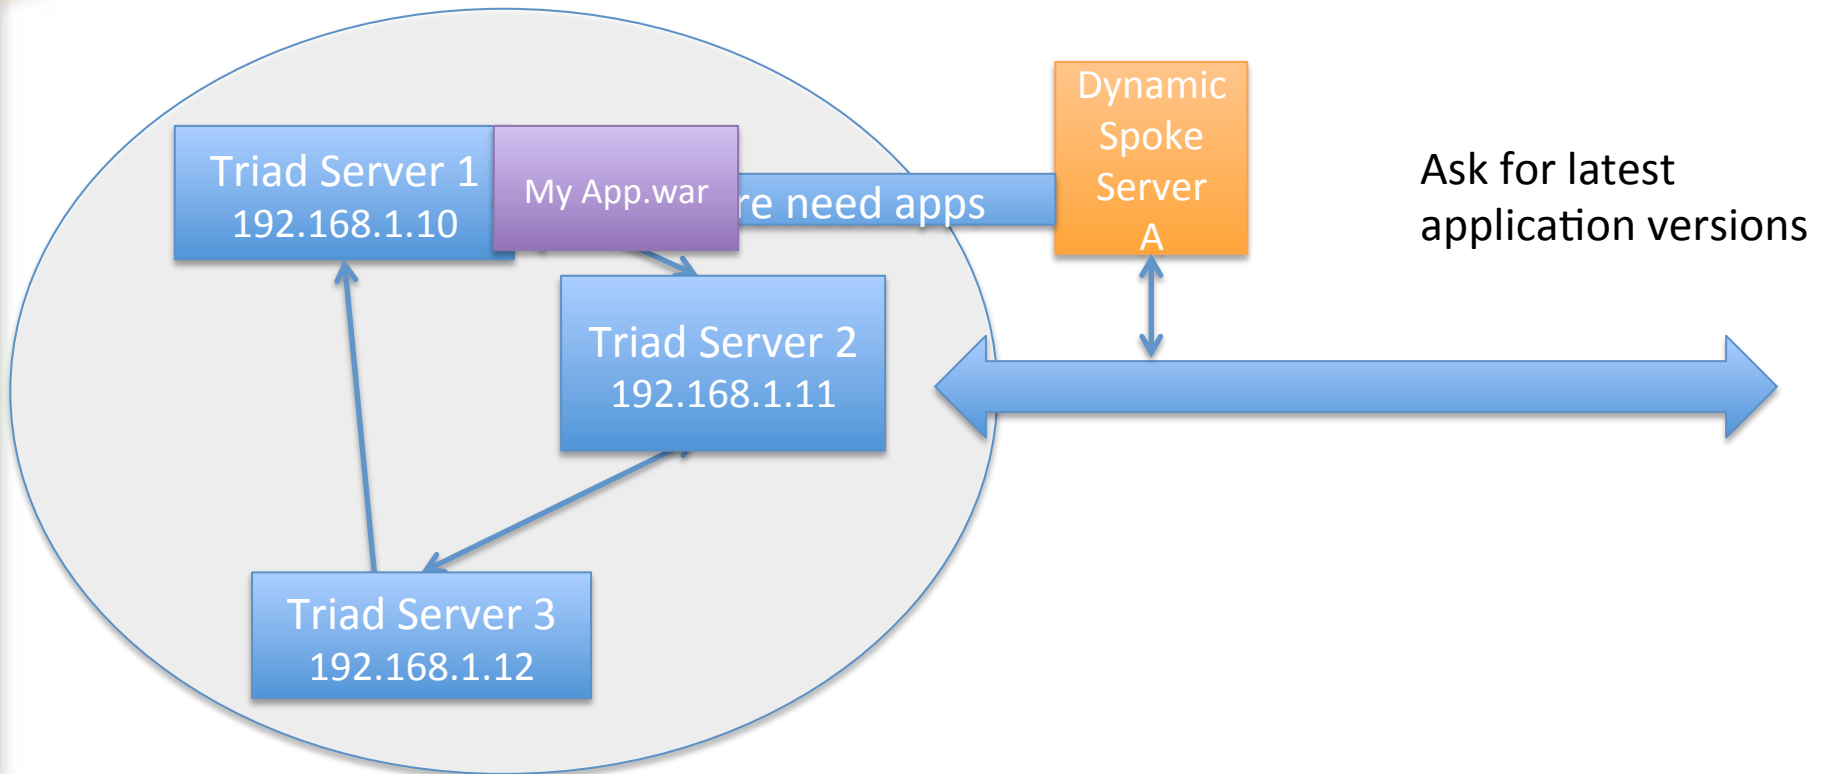 Triad Server 1
192.168.1.10
My App.war
re need apps
Dynamic
Spoke
Server
A
Ask for latest
application versions
Triad Server 2
192.168.1.11
Triad Server 3
192.168.1.12